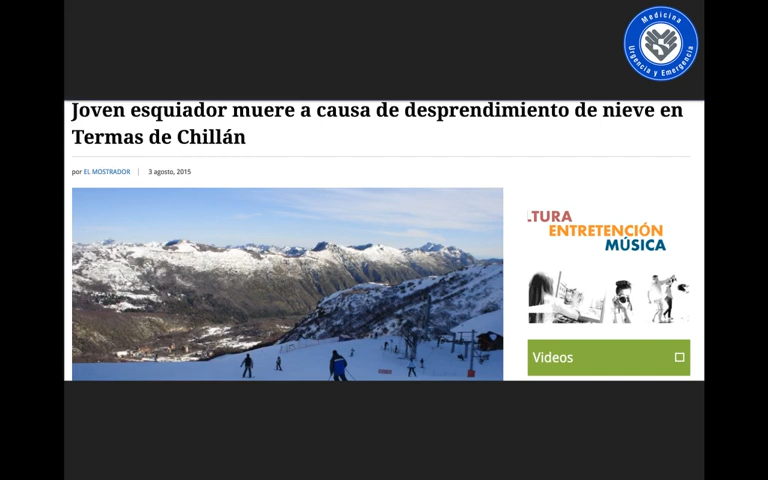 Medicina
Urgencia y Emergencia
Joven esquiador muere a causa de desprendimiento de nieve en
Termas de Chillán
por EL MOSTRADOR | 3 agosto, 2015
LTURA
ENTRETENCIÓN
MÚSICA
Videos